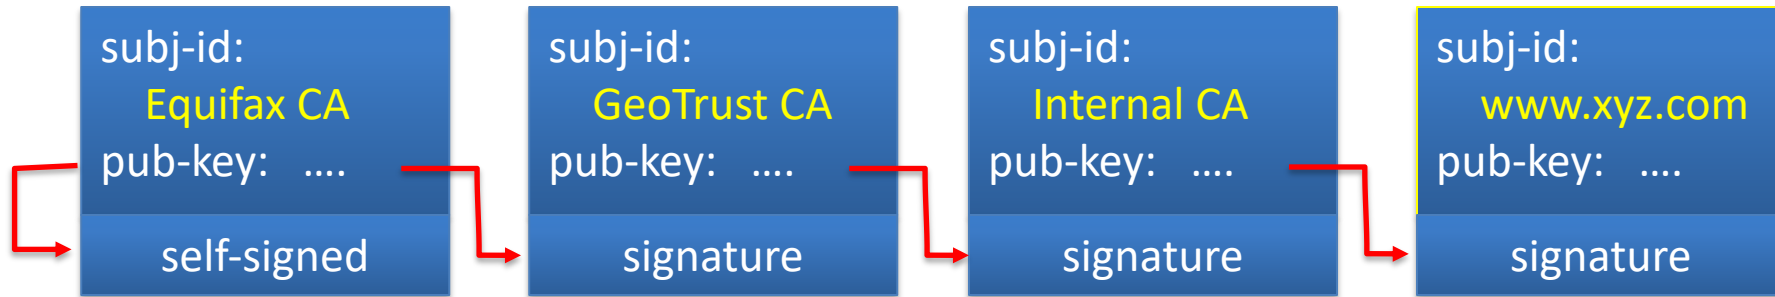 subj-id:
Equifax CA
pub-key: ....
self-signed
subj-id:
GeoTrust CA
pub-key: ....
signature
subj-id:
Internal CA
pub-key: ....
signature
subj-id:
www.xyz.com
pub-key: ....
signature